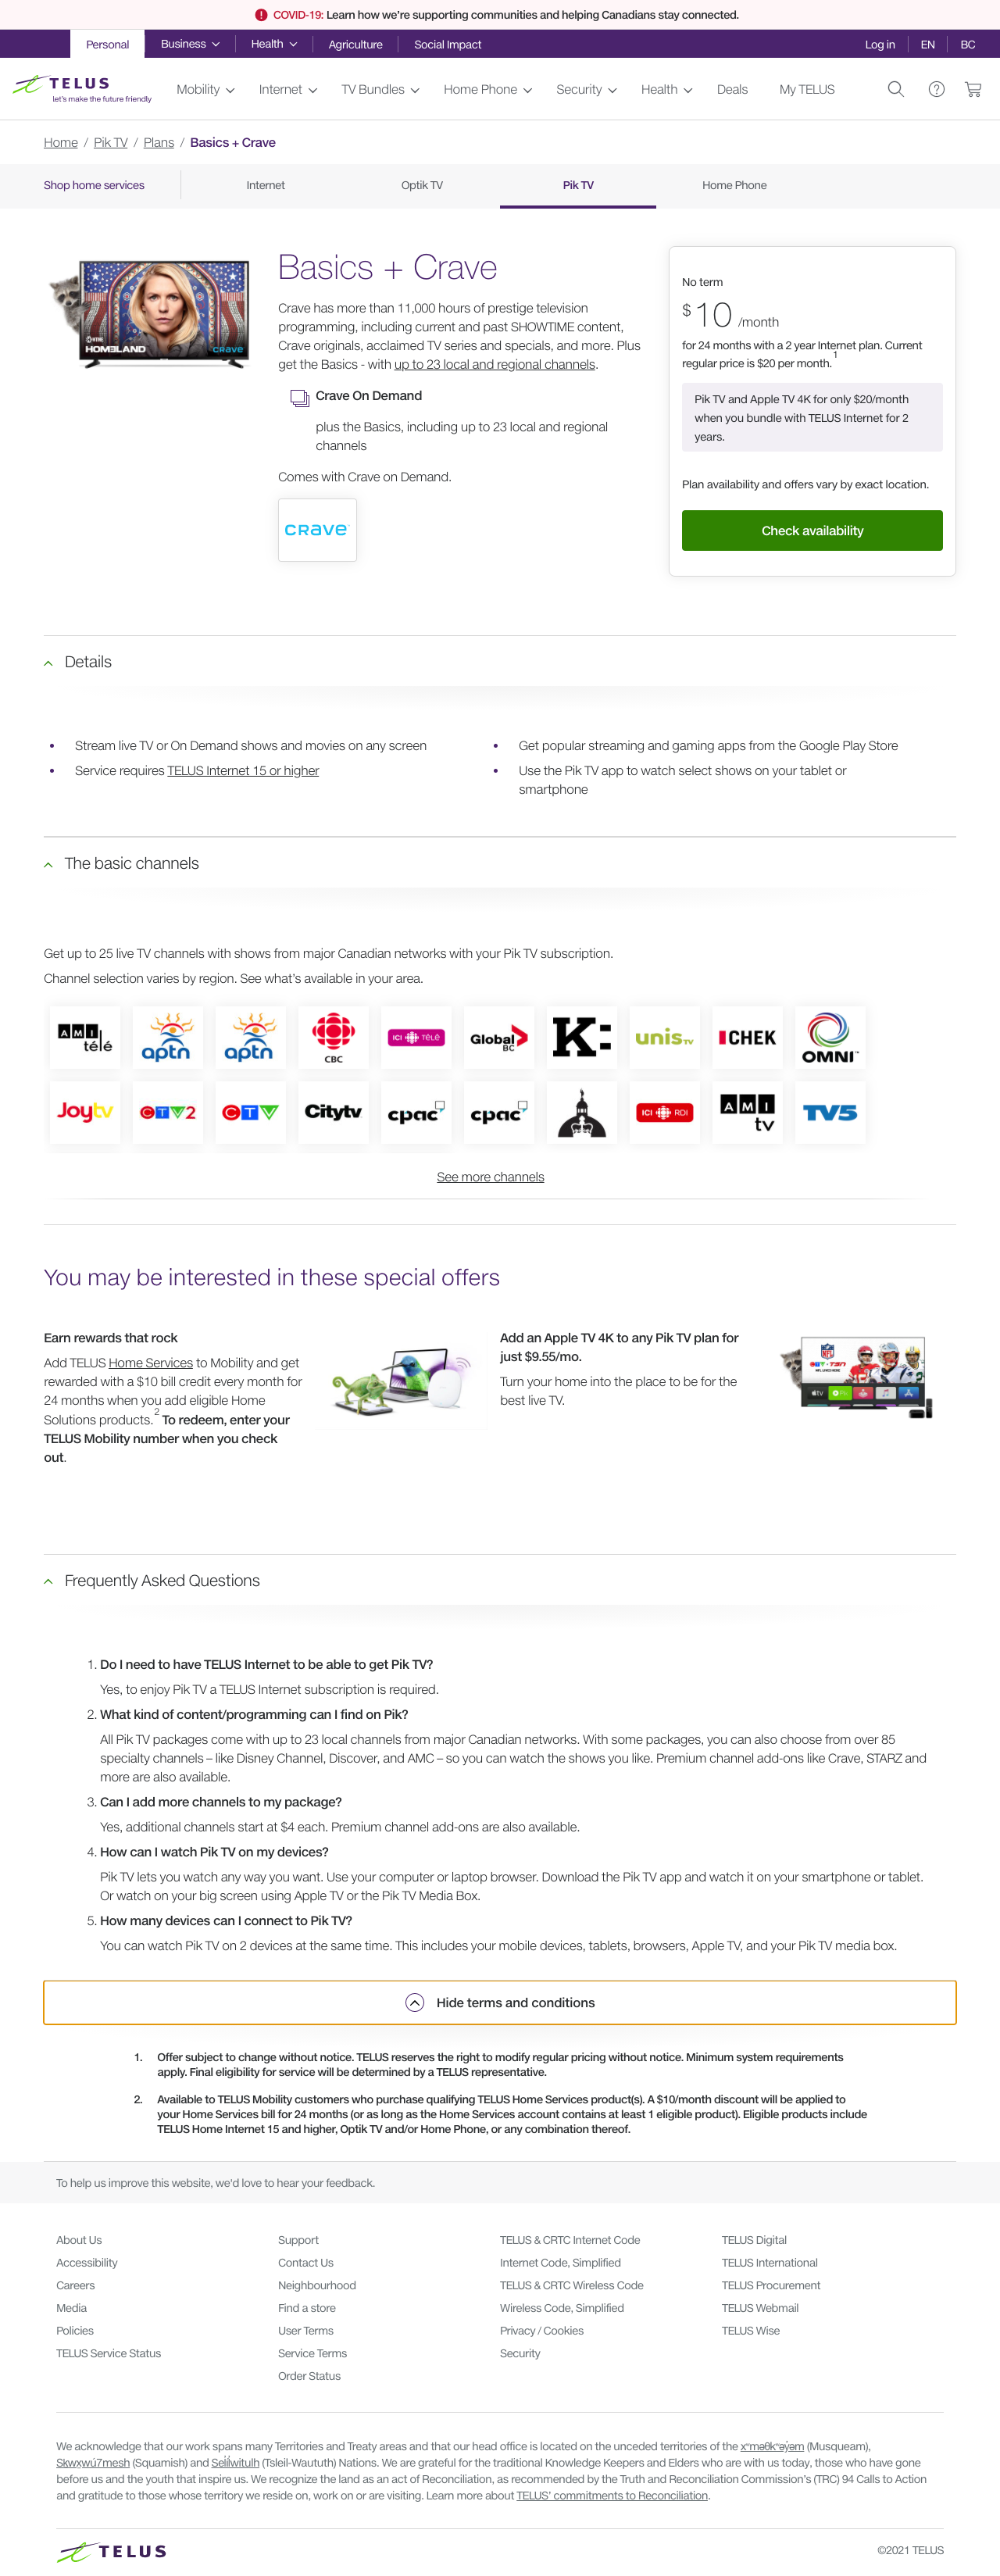 COVID-19: Learn how we're supporting communities and helping Canadians stay connected.
Personal
Business
Health
Agriculture
Social Impact
Log in
EN
BC
TELUS
let's make the future friendly
Mobility
Internet
TV Bundles
Home Phone
Security
Health
Deals
My TELUS
Home / Pik TV / Plans / Basics + Crave
Shop home services
Internet
Optik TV
Pik TV
Home Phone
HOMELAND
CRAVE
Basics + Crave
Crave has more than 11,000 hours of prestige television
programming, including current and past SHOWTIME content,
Crave originals, acclaimed TV series and specials, and more. Plus
get the Basics - with up to 23 local and regional channels.
Crave On Demand
plus the Basics, including up to 23 local and regional
channels
Comes with Crave on Demand.
CRAVE
No term
$10 /month
for 24 months with a 2 year Internet plan. Current
regular price is $20 per month.1
Pik TV and Apple TV 4K for only $20/month
when you bundle with TELUS Internet for 2
years.
Plan availability and offers vary by exact location.
Check availability
Details
• Stream live TV or On Demand shows and movies on any screen
• Service requires TELUS Internet 15 or higher
• Get popular streaming and gaming apps from the Google Play Store
• Use the Pik TV app to watch select shows on your tablet or
smartphone
The basic channels
Get up to 25 live TV channels with shows from major Canadian networks with your Pik TV subscription.
Channel selection varies by region. See what's available in your area.
AMI télé
aptn
aptn
CBC
ICI TÉLÉ
Global BC
K:
unis TV
CHEK
OMNI
Joytv
CTV2
CTV
Citytv
cpac
cpac
ICI RDI
AMI tv
TV5
See more channels
You may be interested in these special offers
Earn rewards that rock
Add TELUS Home Services to Mobility and get
rewarded with a $10 bill credit every month for
24 months when you add eligible Home
Solutions products.2 To redeem, enter your
TELUS Mobility number when you check
out.
Add an Apple TV 4K to any Pik TV plan for
just $9.55/mo.
Turn your home into the place to be for the
best live TV.
Frequently Asked Questions
1. Do I need to have TELUS Internet to be able to get Pik TV?
Yes, to enjoy Pik TV a TELUS Internet subscription is required.
2. What kind of content/programming can I find on Pik?
All Pik TV packages come with up to 23 local channels from major Canadian networks. With some packages, you can also choose from over 85
specialty channels – like Disney Channel, Discover, and AMC – so you can watch the shows you like. Premium channel add-ons like Crave, STARZ and
more are also available.
3. Can I add more channels to my package?
Yes, additional channels start at $4 each. Premium channel add-ons are also available.
4. How can I watch Pik TV on my devices?
Pik TV lets you watch any way you want. Use your computer or laptop browser. Download the Pik TV app and watch it on your smartphone or tablet.
Or watch on your big screen using Apple TV or the Pik TV Media Box.
5. How many devices can I connect to Pik TV?
You can watch Pik TV on 2 devices at the same time. This includes your mobile devices, tablets, browsers, Apple TV, and your Pik TV media box.
Hide terms and conditions
1. Offer subject to change without notice. TELUS reserves the right to modify regular pricing without notice. Minimum system requirements
apply. Final eligibility for service will be determined by a TELUS representative.
2. Available to TELUS Mobility customers who purchase qualifying TELUS Home Services product(s). A $10/month discount will be applied to
your Home Services bill for 24 months (or as long as the Home Services account contains at least 1 eligible product). Eligible products include
TELUS Home Internet 15 and higher, Optik TV and/or Home Phone, or any combination thereof.
To help us improve this website, we'd love to hear your feedback.
About Us
Accessibility
Careers
Media
Policies
TELUS Service Status
Support
Contact Us
Neighbourhood
Find a store
User Terms
Service Terms
Order Status
TELUS & CRTC Internet Code
Internet Code, Simplified
TELUS & CRTC Wireless Code
Wireless Code, Simplified
Privacy / Cookies
Security
TELUS Digital
TELUS International
TELUS Procurement
TELUS Webmail
TELUS Wise
We acknowledge that our work spans many Territories and Treaty areas and that our head office is located on the unceded territories of the xʷməθkʷəy̓əm (Musqueam),
Sḵwx̱wú7mesh (Squamish) and Sel̓íl̓witulh (Tsleil-Waututh) Nations. We are grateful for the traditional Knowledge Keepers and Elders who are with us today, those who have gone
before us and the youth that inspire us. We recognize the land as an act of Reconciliation, as recommended by the Truth and Reconciliation Commission's (TRC) 94 Calls to Action
and gratitude to those whose territory we reside on, work on or are visiting. Learn more about TELUS' commitments to Reconciliation.
TELUS
©2021 TELUS